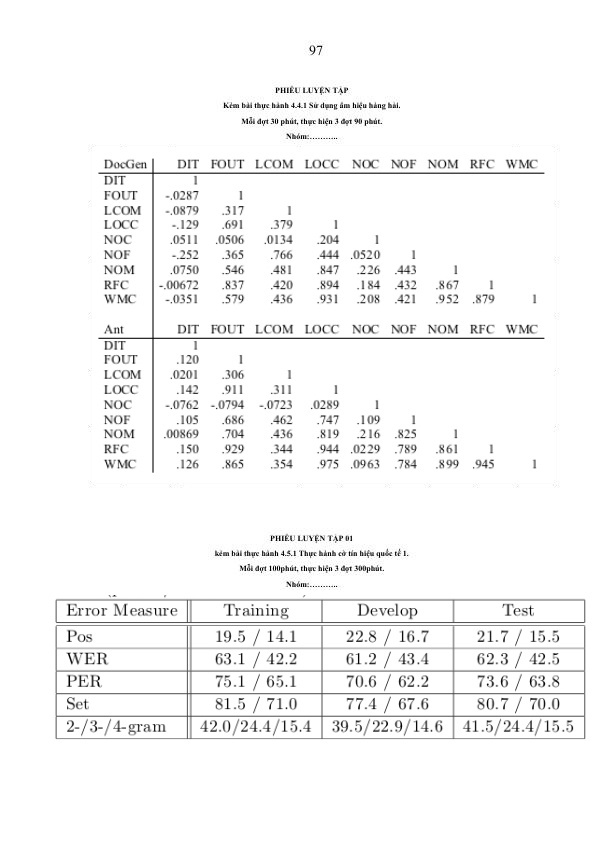 97
PHIẾU LUYỆN TẬP
Kèm bài thực hành 4.4.1 Sử dụng âm hiệu hàng hải.
Mỗi đợt 30 phút, thực hiện 3 đợt 90 phút.
Nhóm:………..
DocGen DIT FOUT LCOM LOCC NOC NOF NOM RFC WMC
DIT 1
FOUT -.0287 1
LCOM -.0879 .317 1
LOCC -.129 .691 .379 1
NOC .0511 .0506 .0134 .204 1
NOF -.252 .365 .766 .444 .0520 1
NOM .0750 .546 .481 .847 .226 .443 1
RFC -.00672 .837 .420 .894 .184 .432 .867 1
WMC -.0351 .579 .436 .931 .208 .421 .952 .879 1
Ant DIT FOUT LCOM LOCC NOC NOF NOM RFC WMC
DIT 1
FOUT .120 1
LCOM .0201 .306 1
LOCC .142 .911 .311 1
NOC -.0762 -.0794 -.0723 .0289 1
NOF .105 .686 .462 .747 .109 1
NOM .00869 .704 .436 .819 .216 .825 1
RFC .150 .929 .344 .944 .0229 .789 .861 1
WMC .126 .865 .354 .975 .0963 .784 .899 .945 1
PHIẾU LUYỆN TẬP 01
kèm bài thực hành 4.5.1 Thực hành cờ tín hiệu quốc tế 1.
Mỗi đợt 100phút, thực hiện 3 đợt 300phút.
Nhóm:………..
Error Measure Training Develop Test
Pos 19.5 / 14.1 22.8 / 16.7 21.7 / 15.5
WER 63.1 / 42.2 61.2 / 43.4 62.3 / 42.5
PER 75.1 / 65.1 70.6 / 62.2 73.6 / 63.8
Set 81.5 / 71.0 77.4 / 67.6 80.7 / 70.0
2-/3-/4-gram 42.0/24.4/15.4 39.5/22.9/14.6 41.5/24.4/15.5